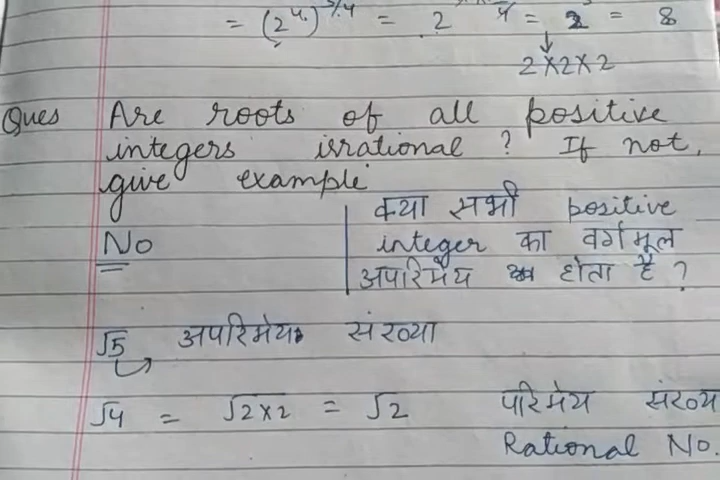 = (2⁴)^3/4 = 2 = 2³ = 8
2×2×2
Ques Are roots of all positive
integers irrational ? If not,
give example
क्या सभी positive
No
integer का वर्गमूल
अपरिमेय होता है ?
√5 अपरिमेय संख्या
√4 = √2×2 = √2 परिमेय संख्य
Rational No.